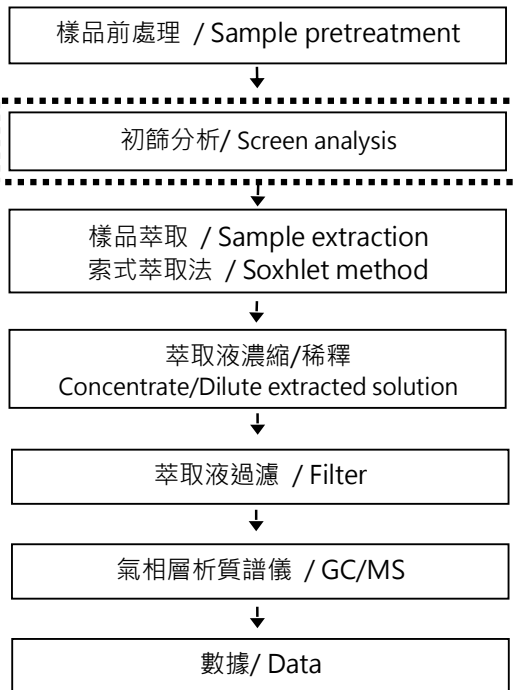 樣品前處理 / Sample pretreatment
初篩分析/ Screen analysis
樣品萃取 / Sample extraction
索式萃取法 / Soxhlet method
萃取液濃縮/稀釋
Concentrate/Dilute extracted solution
萃取液過濾 / Filter
氣相層析質譜儀 / GC/MS
數據/ Data